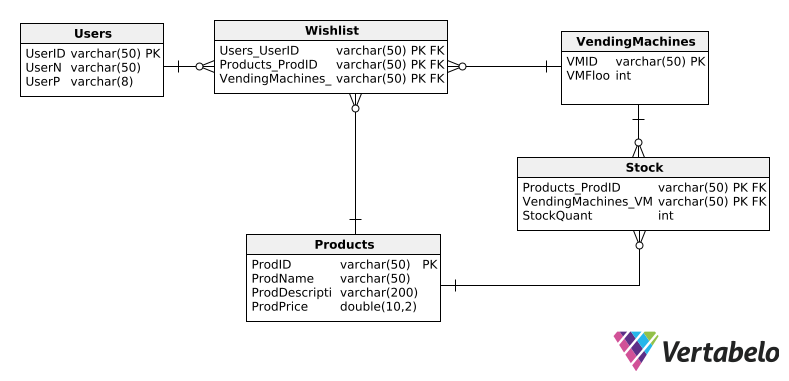 Users
UserID varchar(50) PK
UserN varchar(50)
UserP varchar(8)
Wishlist
Users_UserID varchar(50) PK FK
Products_ProdID varchar(50) PK FK
VendingMachines_ varchar(50) PK FK
VendingMachines
VMID varchar(50) PK
VMFloo int
Stock
Products_ProdID varchar(50) PK FK
VendingMachines_VM varchar(50) PK FK
StockQuant int
Products
ProdID varchar(50) PK
ProdName varchar(50)
ProdDescripti varchar(200)
ProdPrice double(10,2)
Vertabelo